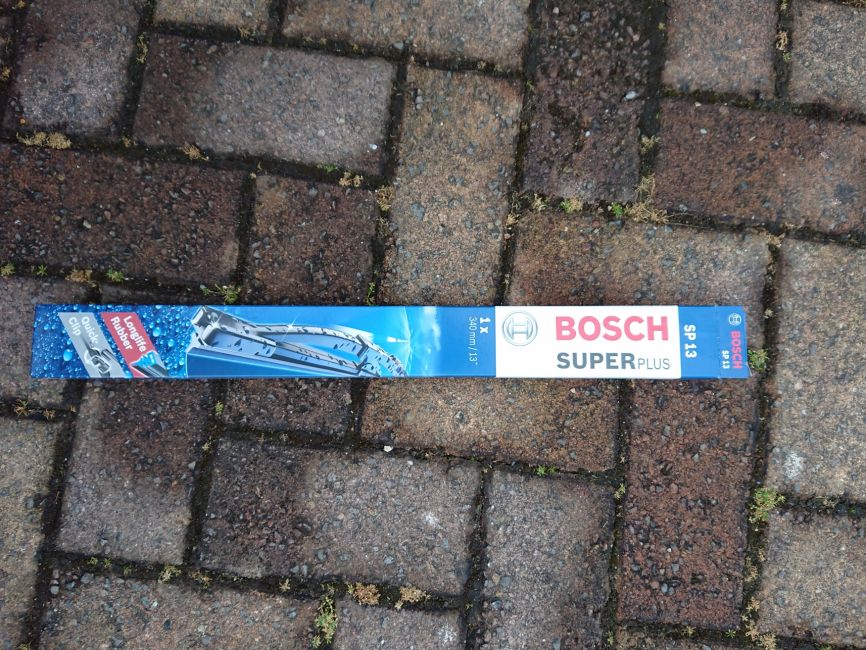 Longlife
Rubber
Quick-
Clip
1 x
340 mm / 13"
BOSCH
SUPER PLUS
SP 13
BOSCH
SP 13